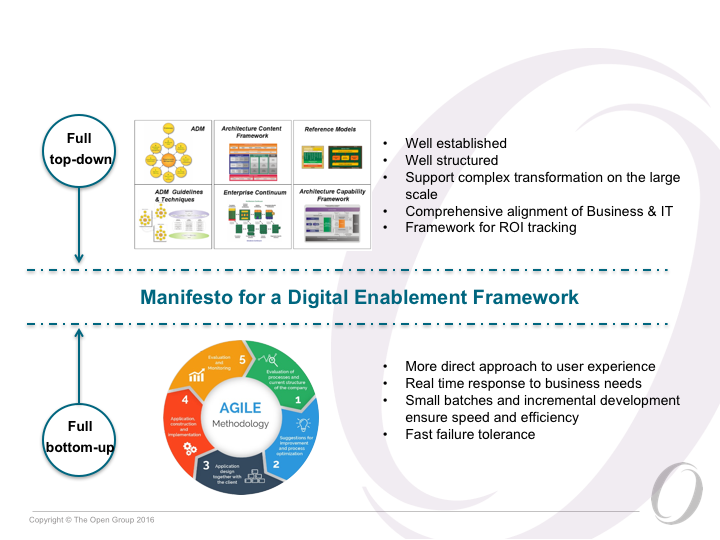 Full
top-down
ADM
Architecture Content
Framework
Reference Models
ADM Guidelines
& Techniques
Enterprise Continuum
Architecture Capability
Framework
• Well established
• Well structured
• Support complex transformation on the large
scale
• Comprehensive alignment of Business & IT
• Framework for ROI tracking
Manifesto for a Digital Enablement Framework
Full
bottom-up
AGILE
Methodology
Evaluation of
processes and
current structure
of the company
1
Suggestions for
improvement
and process
optimization
2
Application
design
together with
the client
3
Application,
construction
and
implementation
4
Evaluation
and
Monitoring
5
• More direct approach to user experience
• Real time response to business needs
• Small batches and incremental development
ensure speed and efficiency
• Fast failure tolerance
Copyright © The Open Group 2016